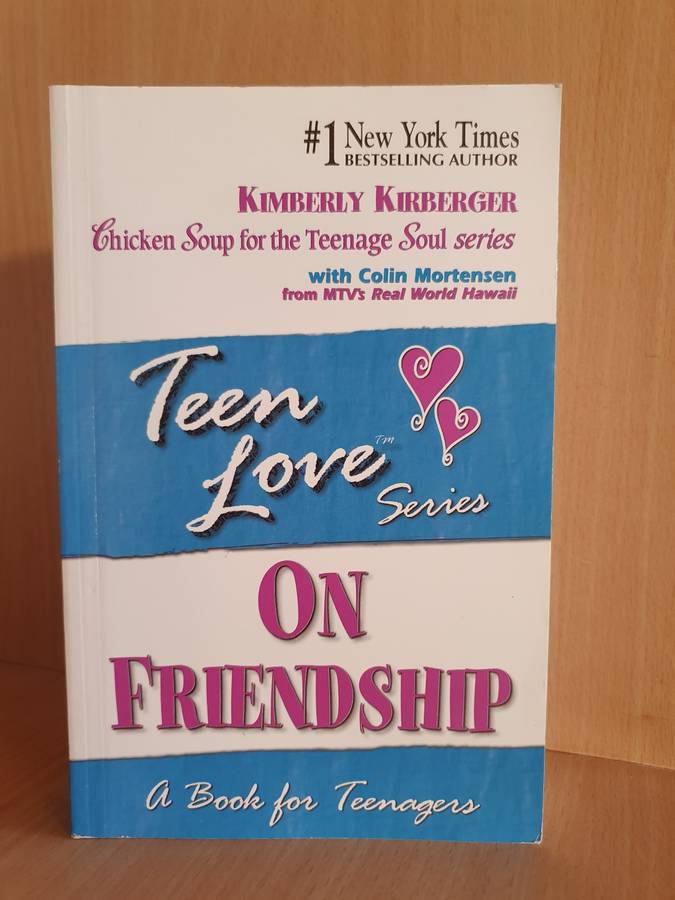 #1 New York Times
BESTSELLING AUTHOR
KIMBERLY KIRBERGER
Chicken Soup for the Teenage Soul series
with Colin Mortensen
from MTV's Real World Hawaii
Teen
Love™
Series
ON
FRIENDSHIP
A Book for Teenagers